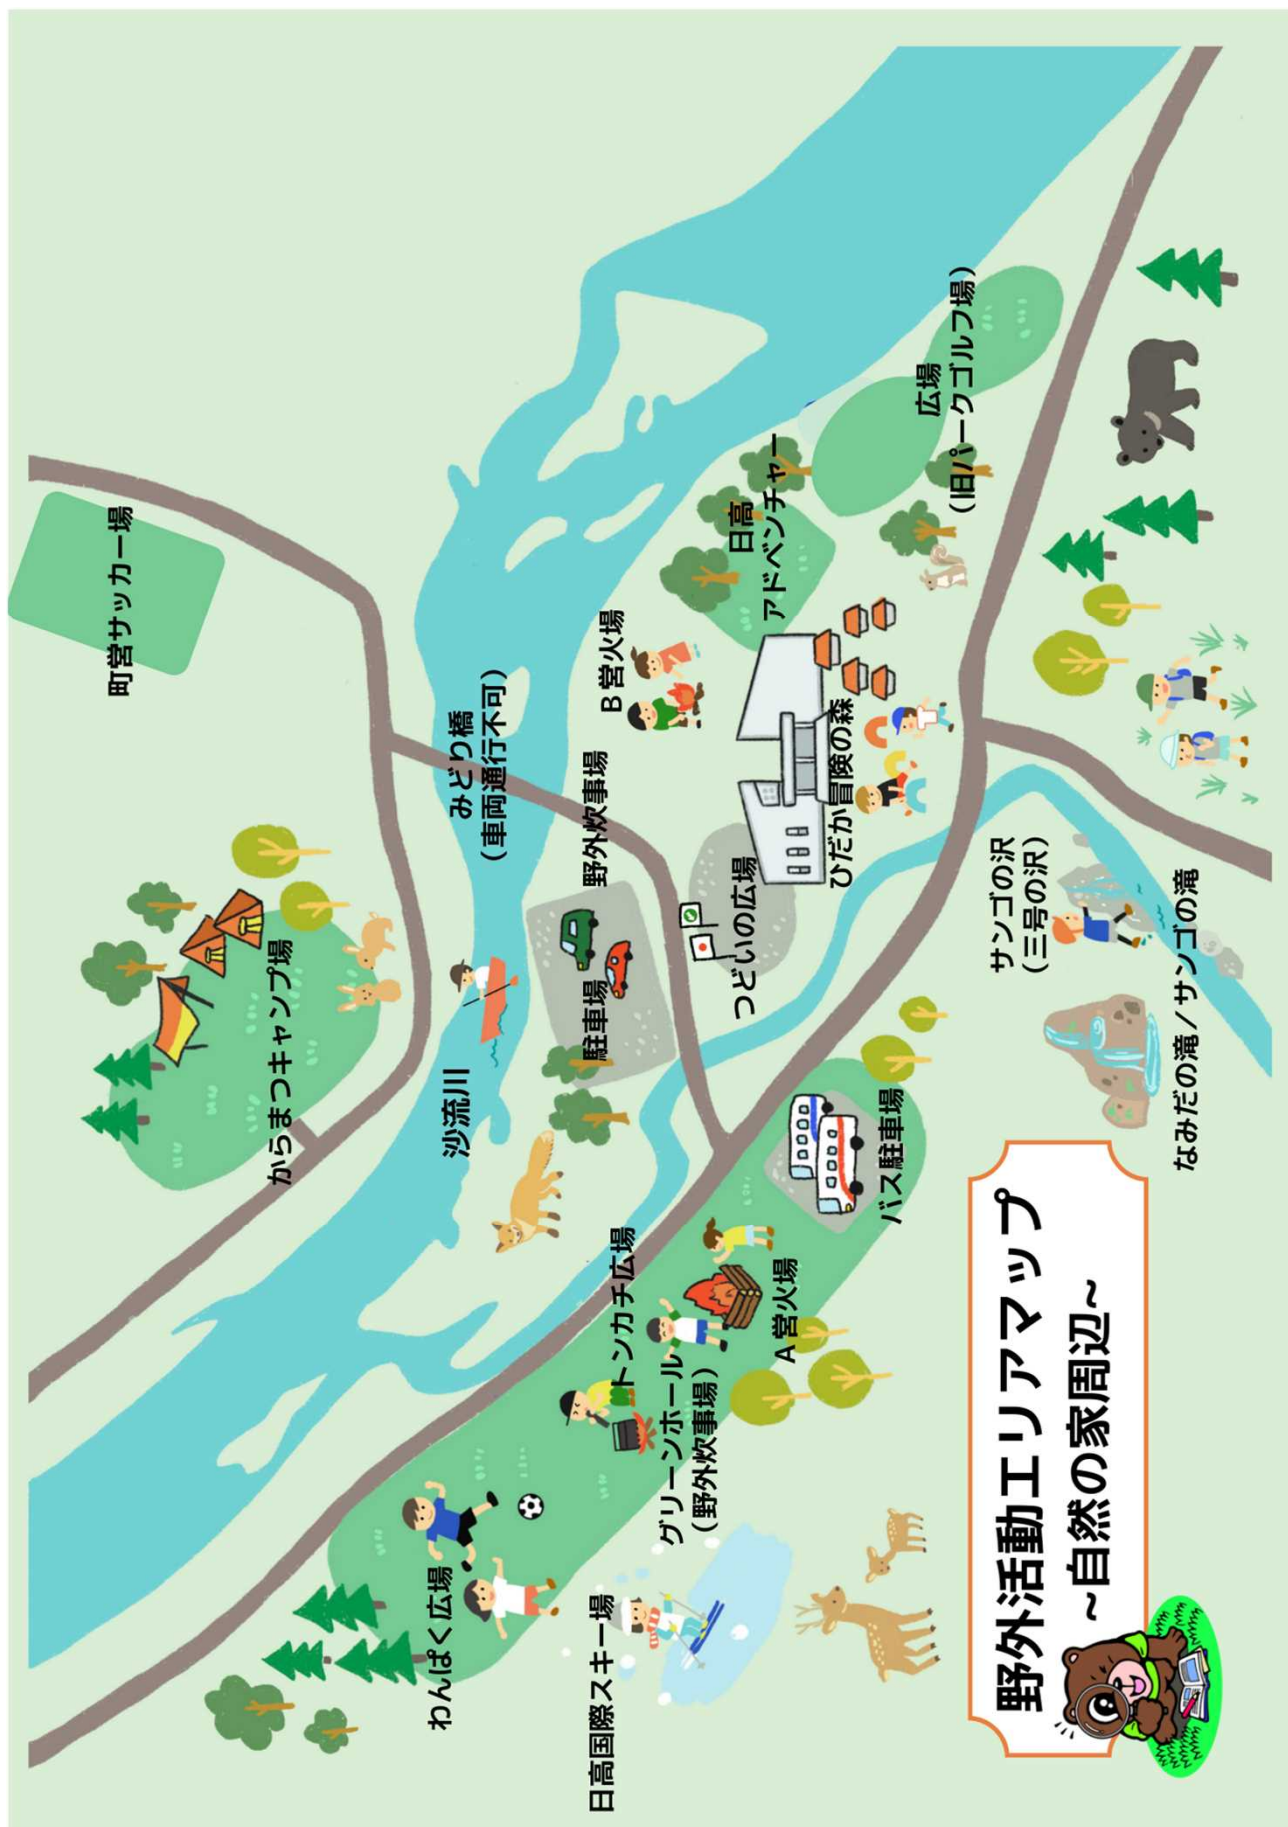 町営サッカー場
からまつキャンプ場
みどり橋
(車両通行不可)
沙流川
B営火場
野外炊事場
駐車場
日高
アドベンチャー
広場
(旧パークゴルフ場)
つどいの広場
ひだか冒険の森
わんぱく広場
トンカチ広場
グリーンホール
(野外炊事場)
日高国際スキー場
A営火場
バス駐車場
サンゴの沢
(三号の沢)
なみだの滝/サンゴの滝
野外活動エリアマップ
~自然の家周辺~